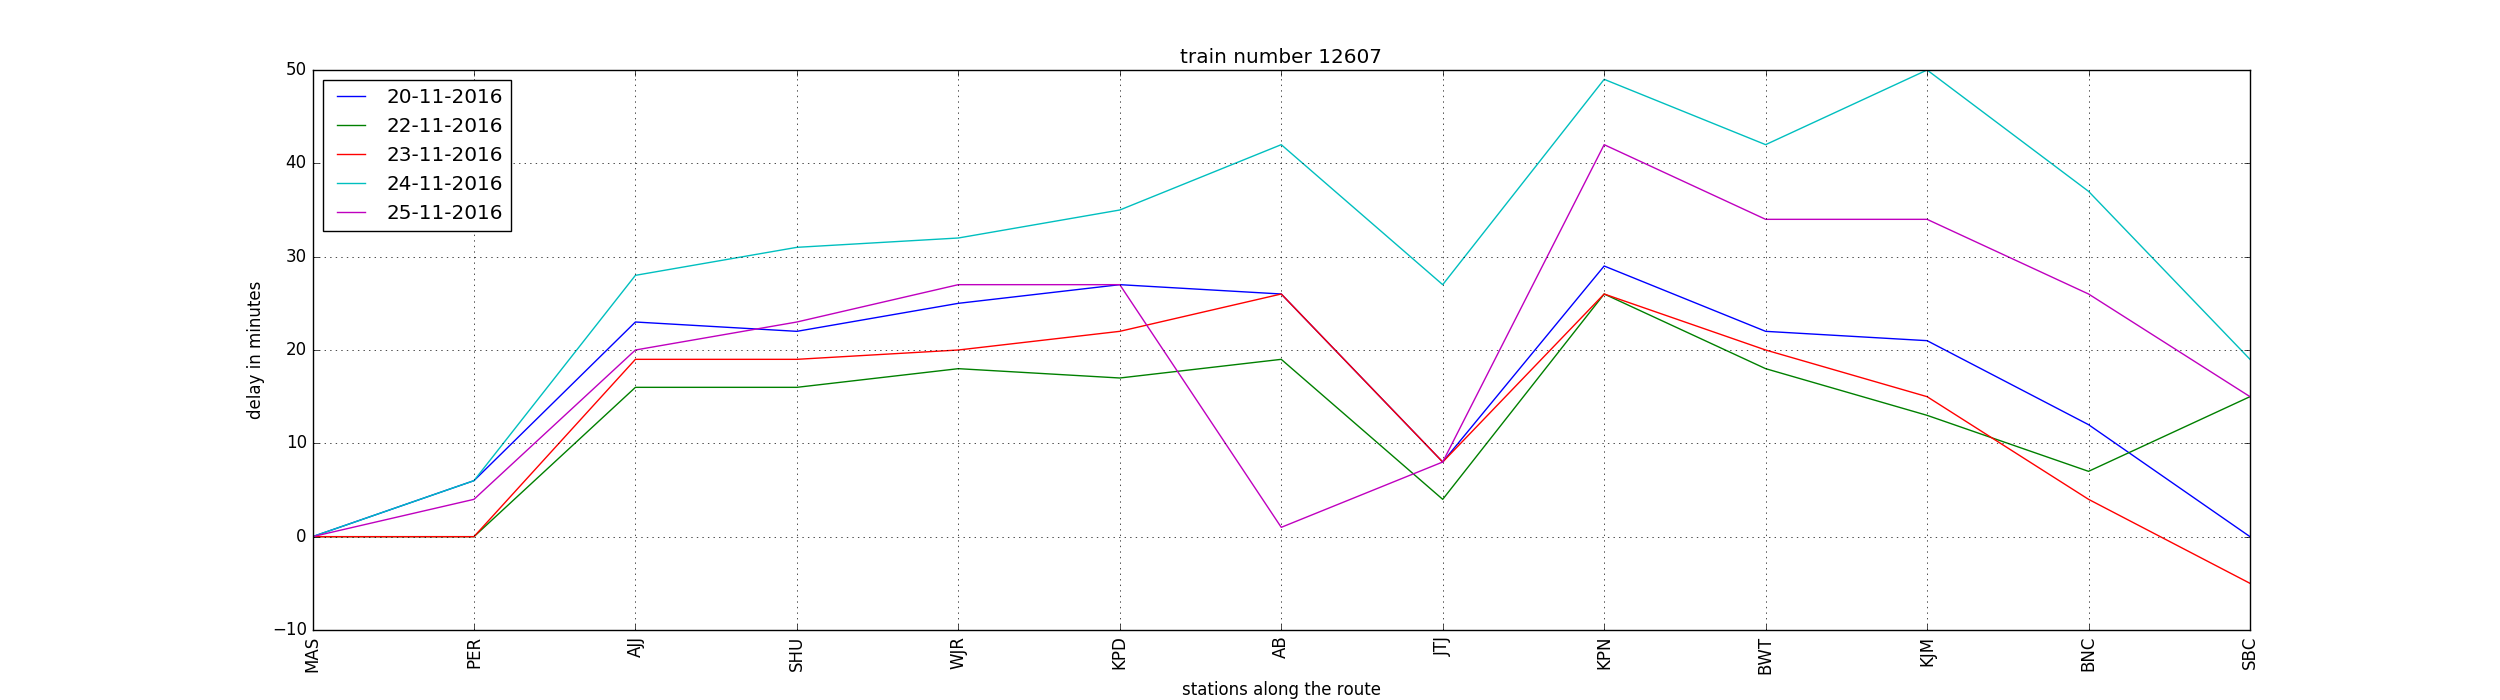 train number 12607
50
40
30
20
10
0
−10
delay in minutes
20-11-2016
22-11-2016
23-11-2016
24-11-2016
25-11-2016
MAS
PER
AJJ
SHU
WJR
KPD
AB
JTJ
KPN
BWT
KJM
BNC
SBC
stations along the route